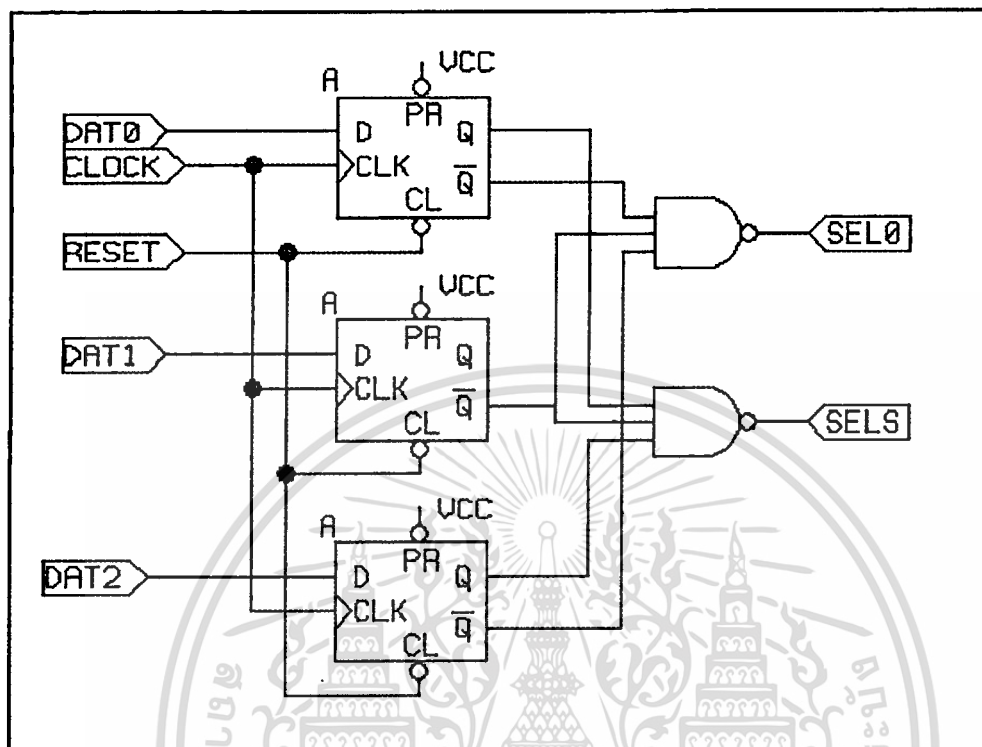 A
VCC
DAT0
D
PR
Q
CLOCK
CLK
Q̅
CL
SEL0
RESET
A
VCC
DAT1
D
PR
Q
CLK
Q̅
CL
SELS
A
VCC
DAT2
D
PR
Q
CLK
Q̅
CL